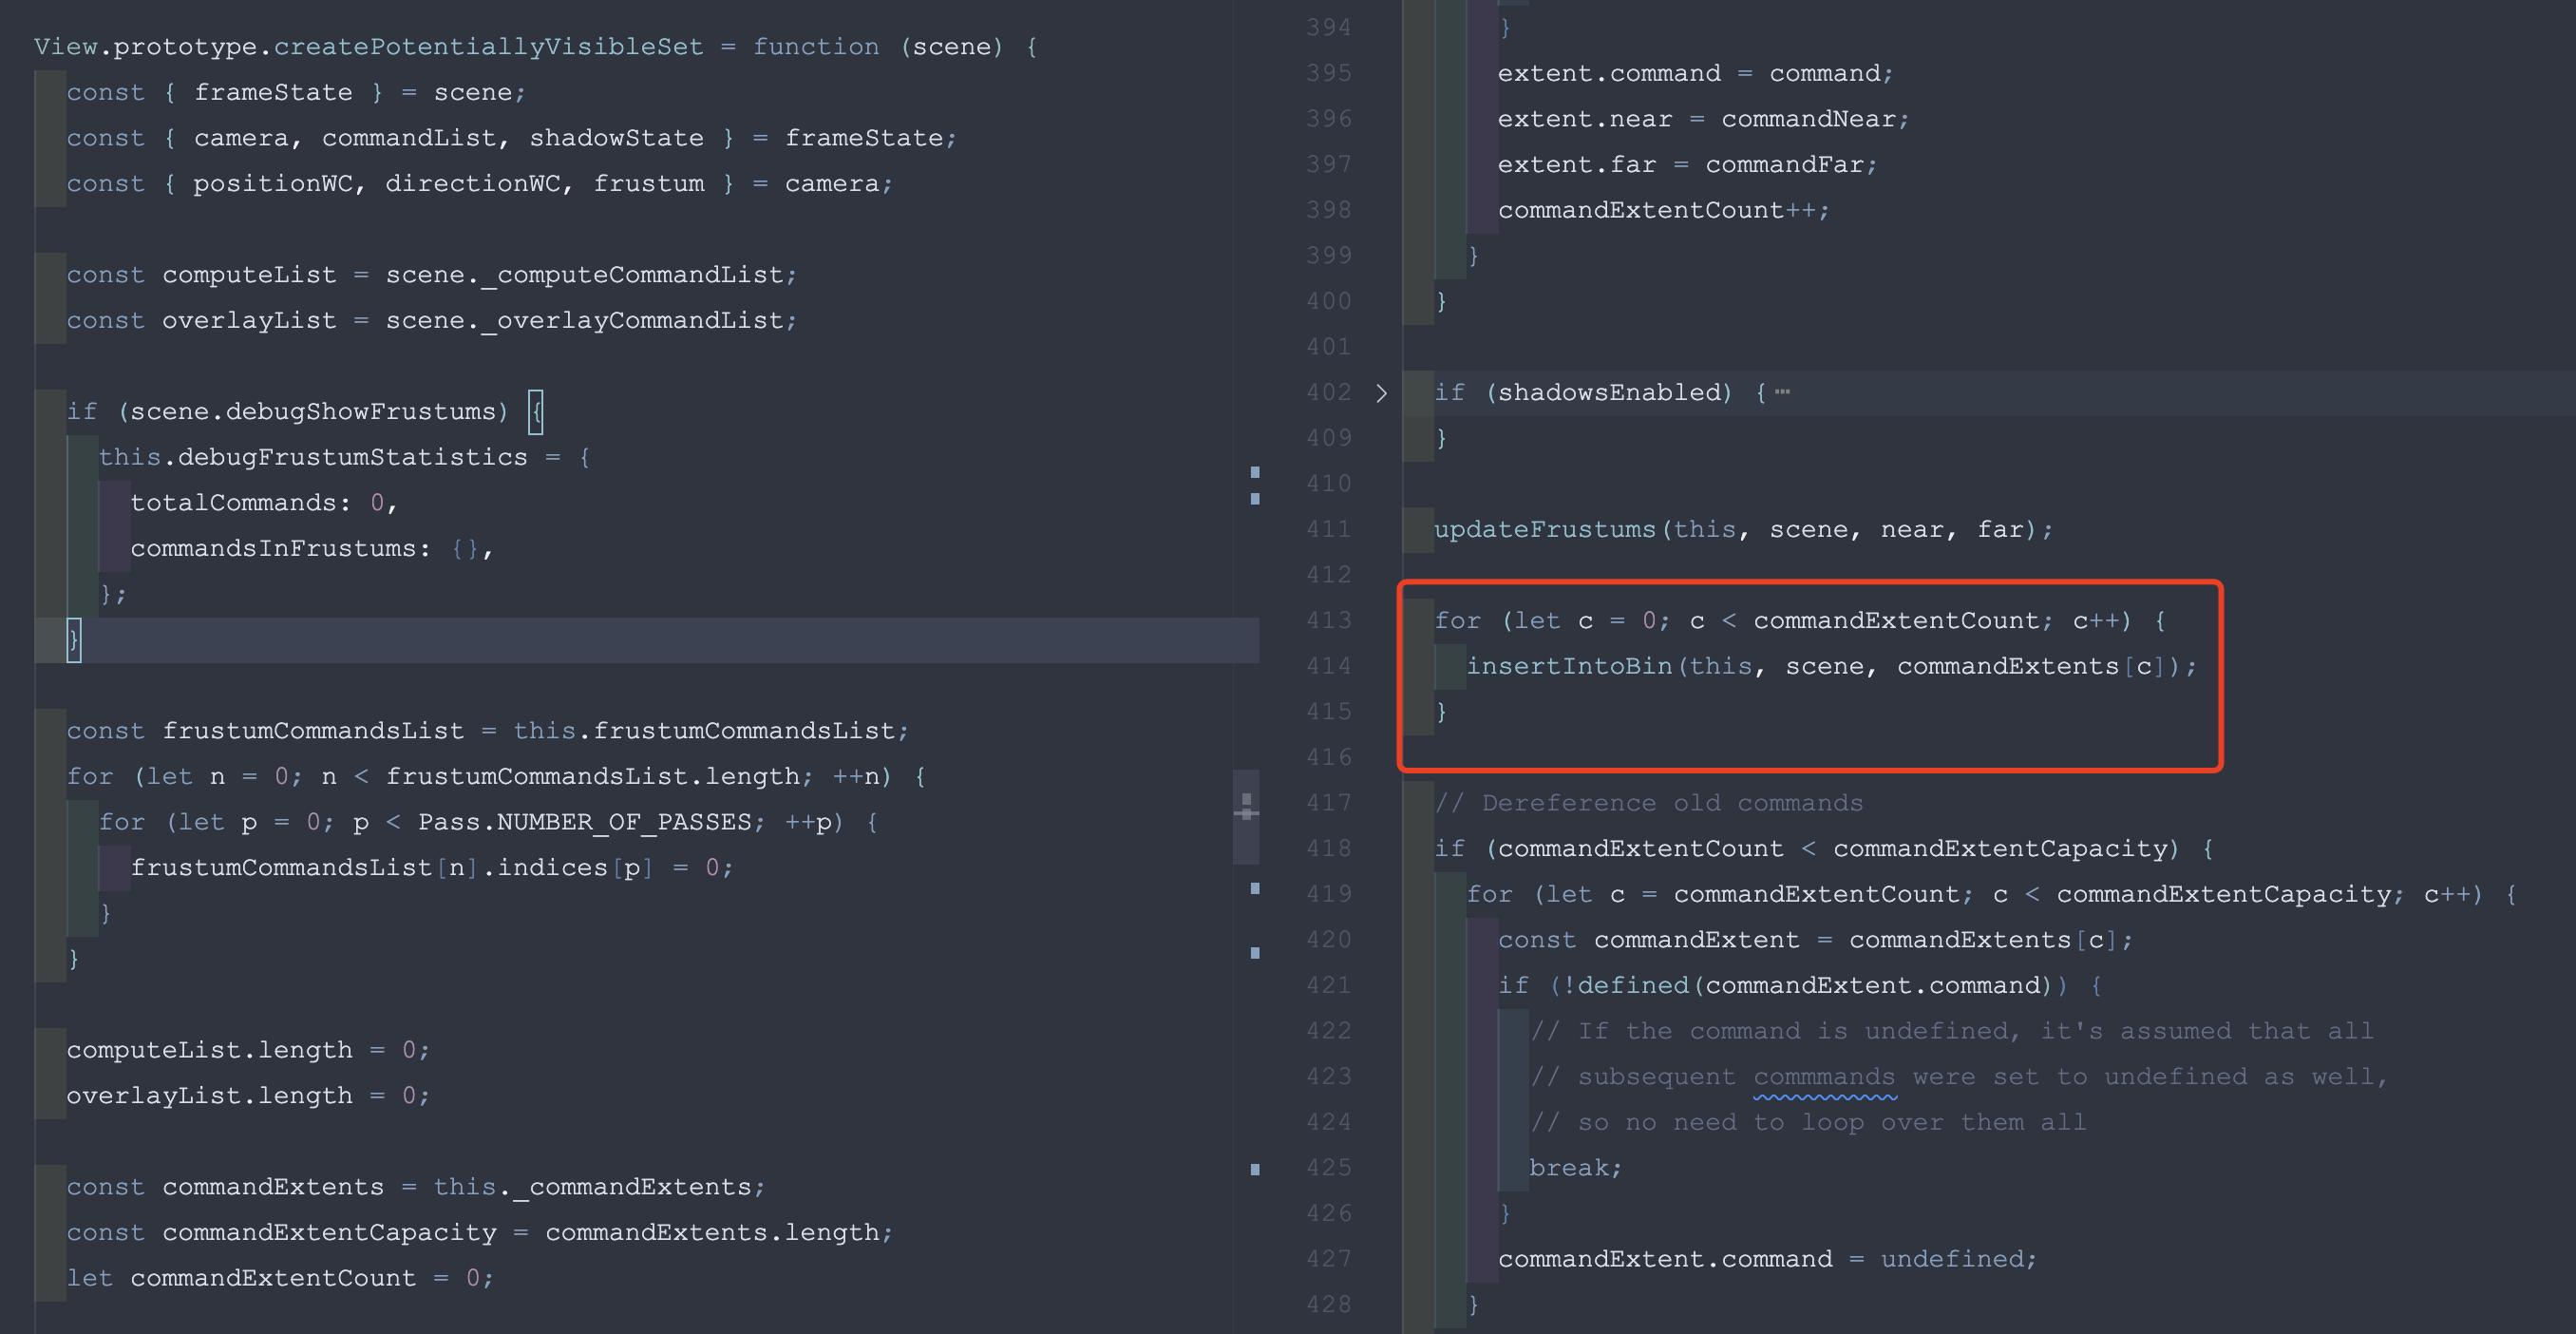 View.prototype.createPotentiallyVisibleSet = function (scene) {
const { frameState } = scene;
const { camera, commandList, shadowState } = frameState;
const { positionWC, directionWC, frustum } = camera;
const computeList = scene._computeCommandList;
const overlayList = scene._overlayCommandList;
if (scene.debugShowFrustums) {
this.debugFrustumStatistics = {
totalCommands: 0,
commandsInFrustums: {},
};
}
const frustumCommandsList = this.frustumCommandsList;
for (let n = 0; n < frustumCommandsList.length; ++n) {
for (let p = 0; p < Pass.NUMBER_OF_PASSES; ++p) {
frustumCommandsList[n].indices[p] = 0;
}
}
computeList.length = 0;
overlayList.length = 0;
const commandExtents = this._commandExtents;
const commandExtentCapacity = commandExtents.length;
let commandExtentCount = 0;
394 }
395 extent.command = command;
396 extent.near = commandNear;
397 extent.far = commandFar;
398 commandExtentCount++;
399 }
400 }
401
402 if (shadowsEnabled) {⋯
409 }
410
411 updateFrustums(this, scene, near, far);
412
413 for (let c = 0; c < commandExtentCount; c++) {
414 insertIntoBin(this, scene, commandExtents[c]);
415 }
416
417 // Dereference old commands
418 if (commandExtentCount < commandExtentCapacity) {
419 for (let c = commandExtentCount; c < commandExtentCapacity; c++) {
420 const commandExtent = commandExtents[c];
421 if (!defined(commandExtent.command)) {
422 // If the command is undefined, it's assumed that all
423 // subsequent commmands were set to undefined as well,
424 // so no need to loop over them all
425 break;
426 }
427 commandExtent.command = undefined;
428 }